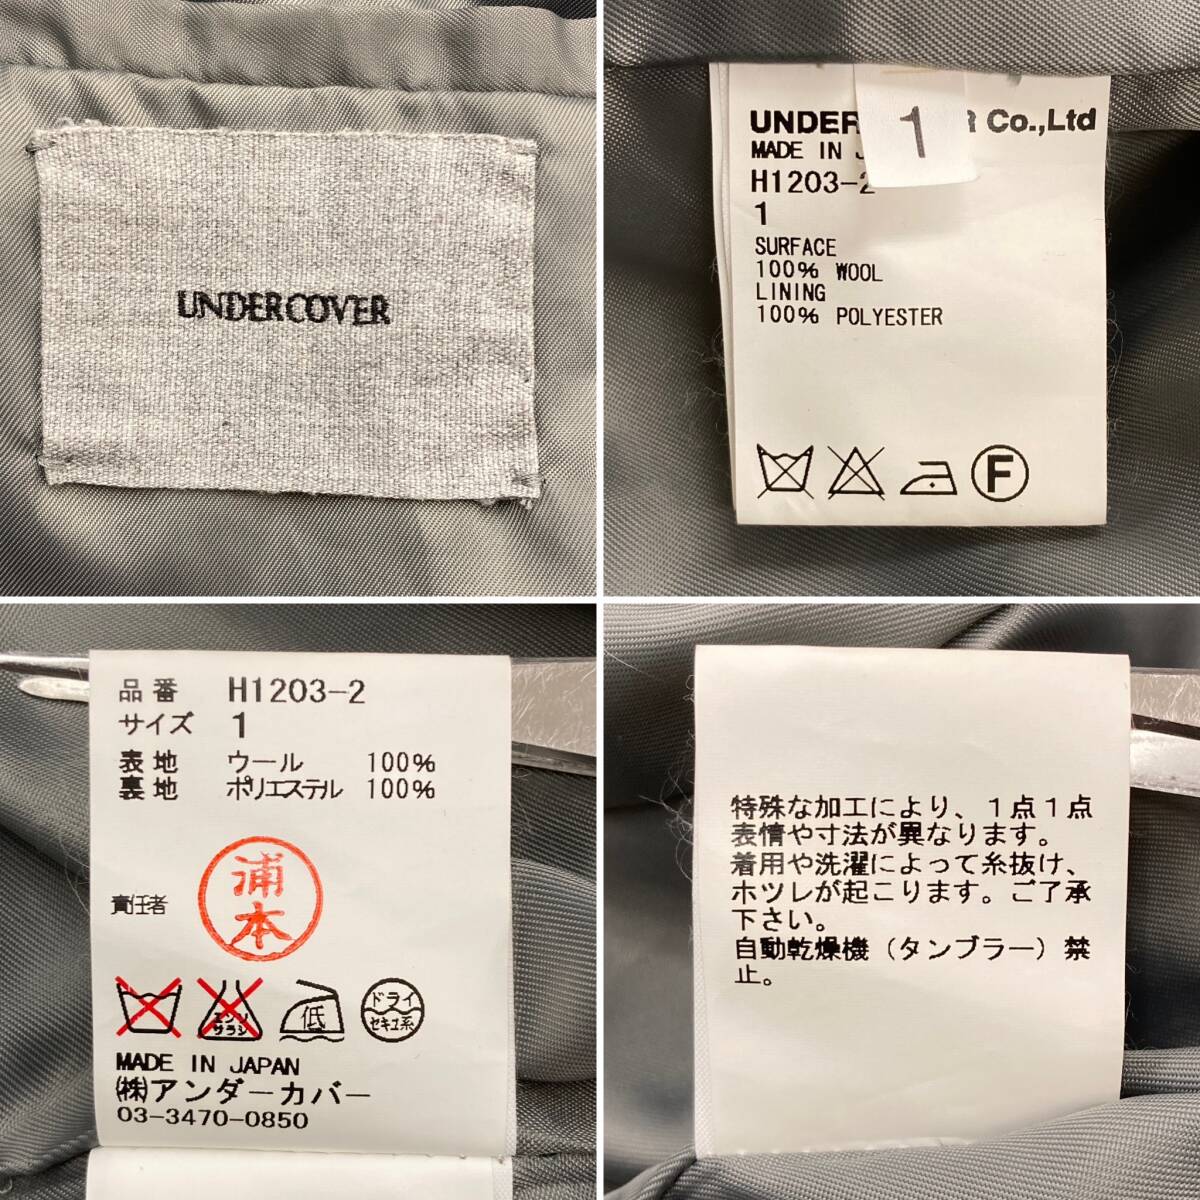 UNDERCOVER
UNDER R Co.,Ltd
1
MADE IN J
H1203-2
1
SURFACE
100% WOOL
LINING
100% POLYESTER
F
品番 H1203-2
サイズ 1
表地 ウール 100%
裏地 ポリエステル 100%
責任者
浦本
エンソサラシ
低
ドライ
セキユ系
MADE IN JAPAN
㈱アンダーカバー
03-3470-0850
特殊な加工により、1点1点
表情や寸法が異なります。
着用や洗濯によって糸抜け、
ホツレが起こります。ご了承
下さい。
自動乾燥機（タンブラー）禁
止。